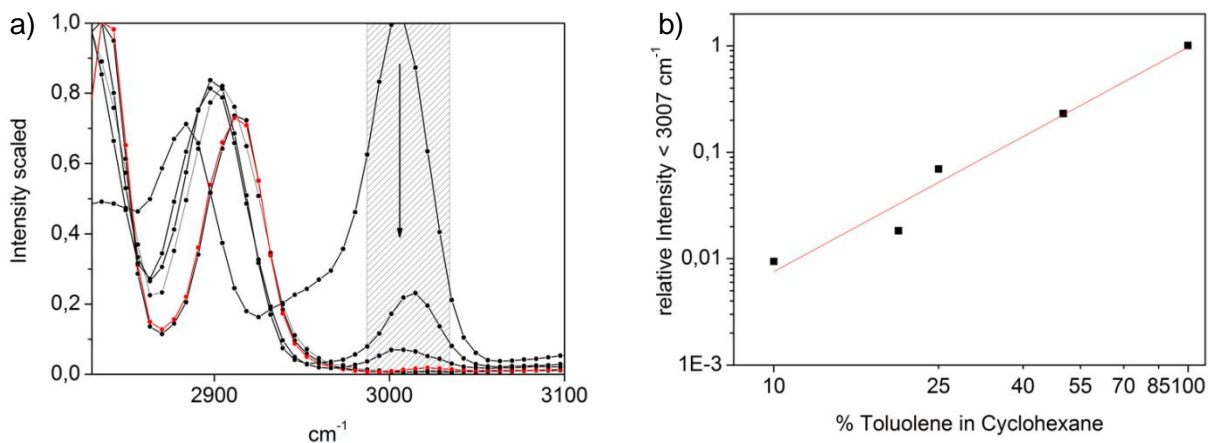 a)
1,0
0,8
0,6
0,4
0,2
0,0
Intensity scaled
2900 3000 3100
cm-1
b)
1
0,1
0,01
1E-3
relative Intensity < 3007 cm-1
10 25 40 55 70 85 100
% Toluolene in Cyclohexane